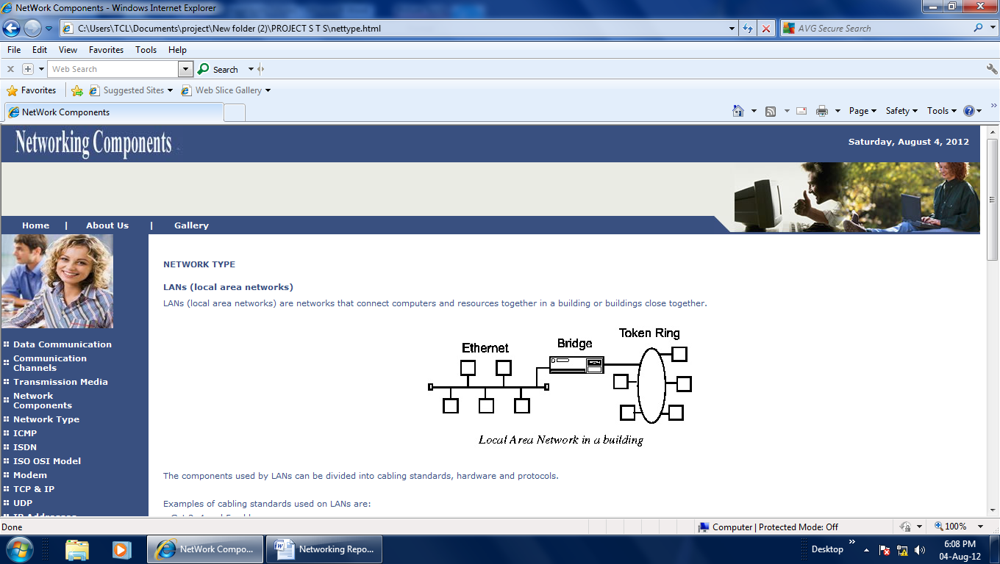 NetWork Components - Windows Internet Explorer
C:\Users\TCL\Documents\project\New folder (2)\PROJECT S T S\nettype.html
AVG Secure Search
File Edit View Favorites Tools Help
Web Search
Search
Favorites
Suggested Sites
Web Slice Gallery
NetWork Components
Page Safety Tools
Networking Components
Saturday, August 4, 2012
Home | About Us | Gallery
NETWORK TYPE
LANs (local area networks)
LANs (local area networks) are networks that connect computers and resources together in a building or buildings close together.
Ethernet
Bridge
Token Ring
Local Area Network in a building
The components used by LANs can be divided into cabling standards, hardware and protocols.
Examples of cabling standards used on LANs are:
Data Communication
Communication
Channels
Transmission Media
Network
Components
Network Type
ICMP
ISDN
ISO OSI Model
Modem
TCP & IP
UDP
IP Addresses
Done
Computer | Protected Mode: Off
100%
NetWork Compo...
Networking Repo...
Desktop
6:08 PM
04-Aug-12